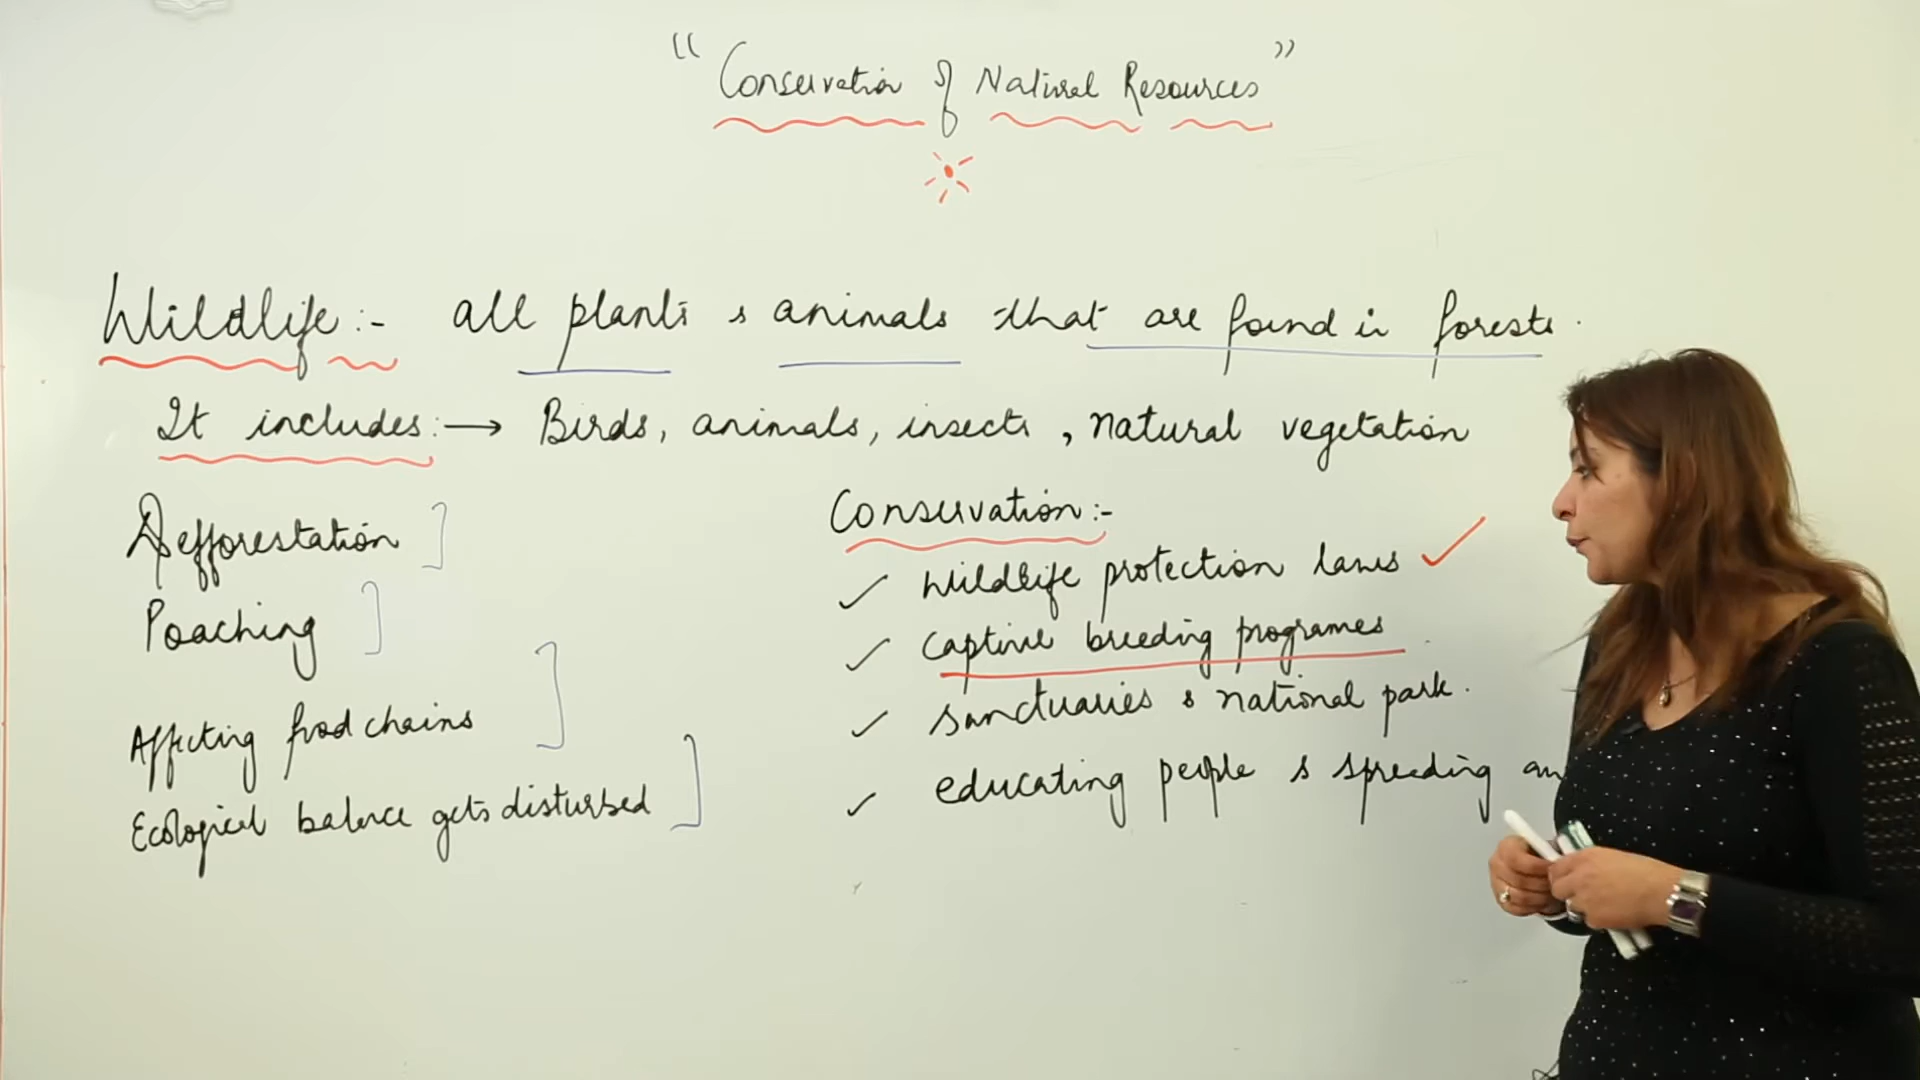 "Conservation of Natural Resources"
Wildlife:- all plants & animals that are found in forests.
It includes:→ Birds, animals, insects, natural vegetation
Defforestation
Poaching
Affecting food chains
Ecological balance gets disturbed
Conservation:-
✓ Wildlife protection laws ✓
✓ Captive breeding programes
✓ Sanctuaries & national park.
✓ educating people & spreeding